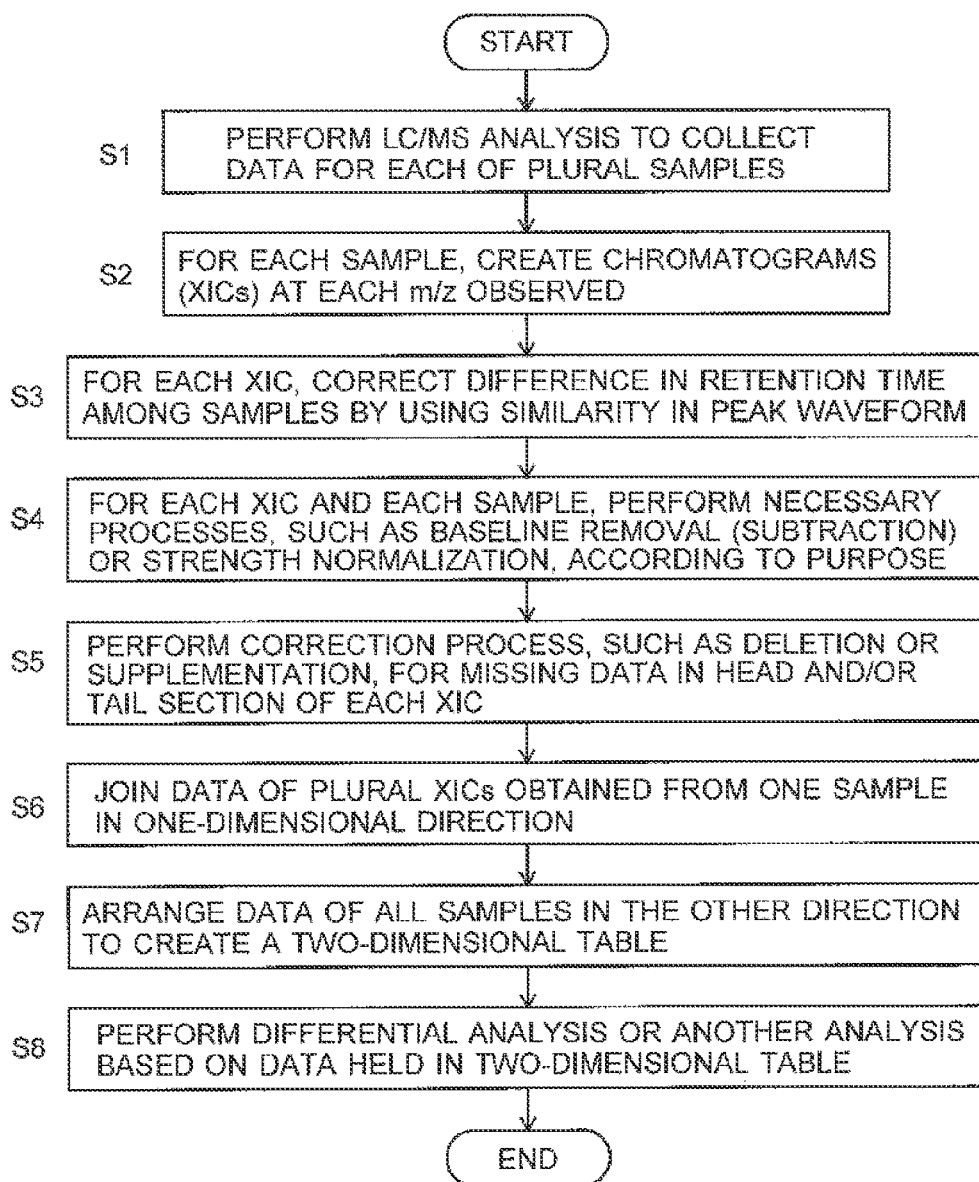 START
S1
PERFORM LC/MS ANALYSIS TO COLLECT
DATA FOR EACH OF PLURAL SAMPLES
S2
FOR EACH SAMPLE, CREATE CHROMATOGRAMS
(XICs) AT EACH m/z OBSERVED
S3
FOR EACH XIC, CORRECT DIFFERENCE IN RETENTION TIME
AMONG SAMPLES BY USING SIMILARITY IN PEAK WAVEFORM
S4
FOR EACH XIC AND EACH SAMPLE, PERFORM NECESSARY
PROCESSES, SUCH AS BASELINE REMOVAL (SUBTRACTION)
OR STRENGTH NORMALIZATION, ACCORDING TO PURPOSE
S5
PERFORM CORRECTION PROCESS, SUCH AS DELETION OR
SUPPLEMENTATION, FOR MISSING DATA IN HEAD AND/OR
TAIL SECTION OF EACH XIC
S6
JOIN DATA OF PLURAL XICs OBTAINED FROM ONE SAMPLE
IN ONE-DIMENSIONAL DIRECTION
S7
ARRANGE DATA OF ALL SAMPLES IN THE OTHER DIRECTION
TO CREATE A TWO-DIMENSIONAL TABLE
S8
PERFORM DIFFERENTIAL ANALYSIS OR ANOTHER ANALYSIS
BASED ON DATA HELD IN TWO-DIMENSIONAL TABLE
END